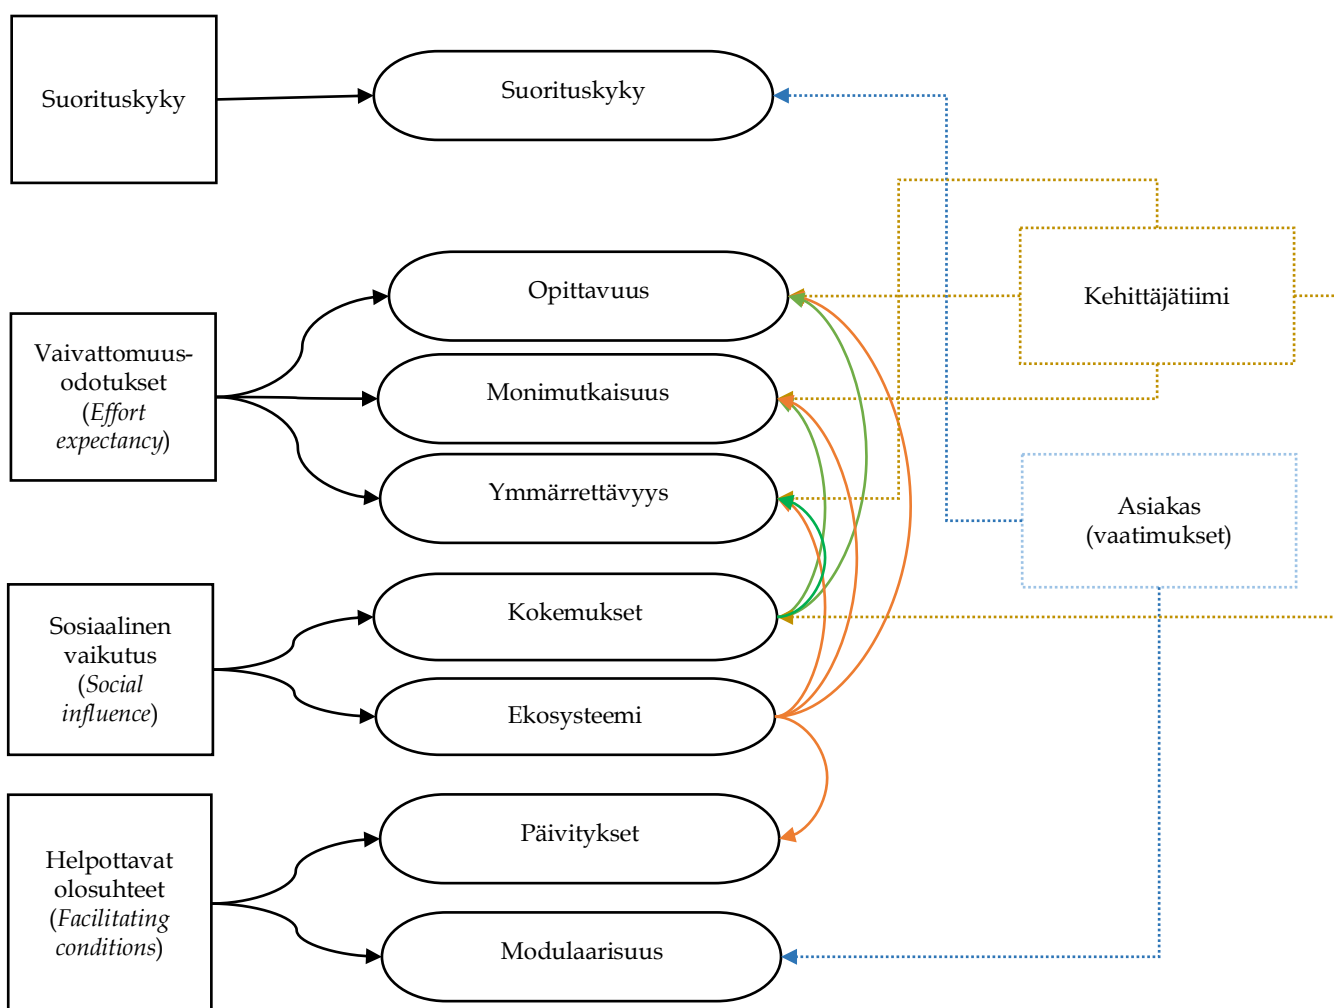 Suorituskyky
Suorituskyky
Opittavuus
Kehittäjätiimi
Vaivattomuus-
odotukset
(Effort
expectancy)
Monimutkaisuus
Ymmärrettävyys
Asiakas
(vaatimukset)
Sosiaalinen
vaikutus
(Social
influence)
Kokemukset
Ekosysteemi
Helpottavat
olosuhteet
(Facilitating
conditions)
Päivitykset
Modulaarisuus